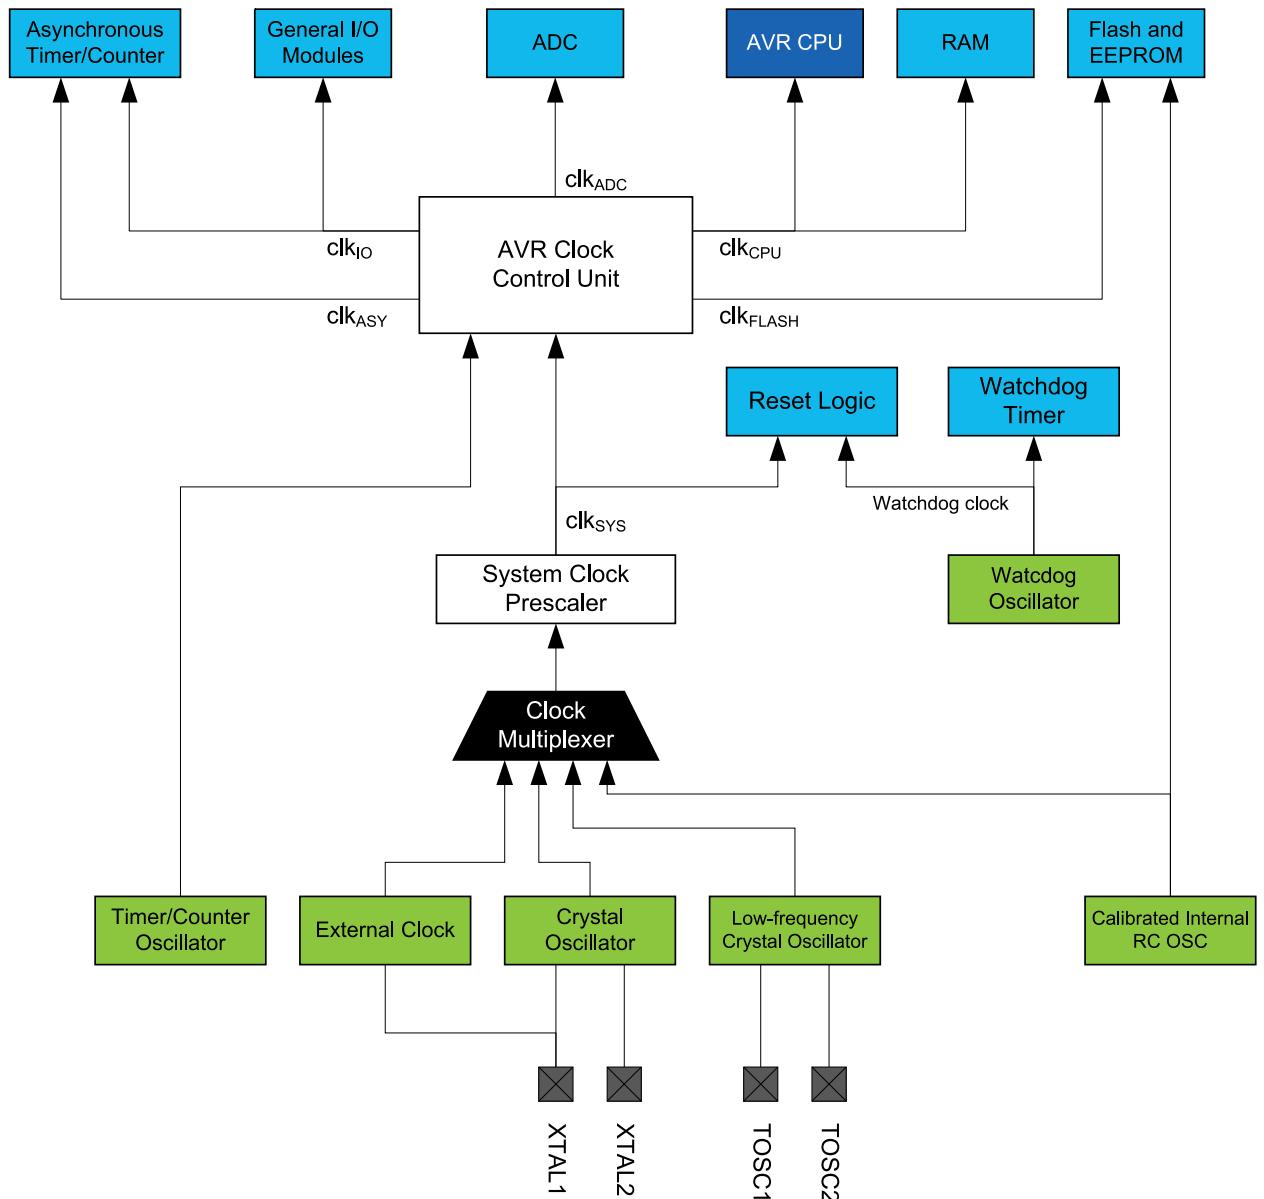 Asynchronous
Timer/Counter
General I/O
Modules
ADC
AVR CPU
RAM
Flash and
EEPROM
clkADC
AVR Clock
Control Unit
clkIO
clkCPU
clkASY
clkFLASH
Reset Logic
Watchdog
Timer
Watchdog clock
clkSYS
System Clock
Prescaler
Watcdog
Oscillator
Clock
Multiplexer
Timer/Counter
Oscillator
External Clock
Crystal
Oscillator
Low-frequency
Crystal Oscillator
Calibrated Internal
RC OSC
XTAL1
XTAL2
TOSC1
TOSC2